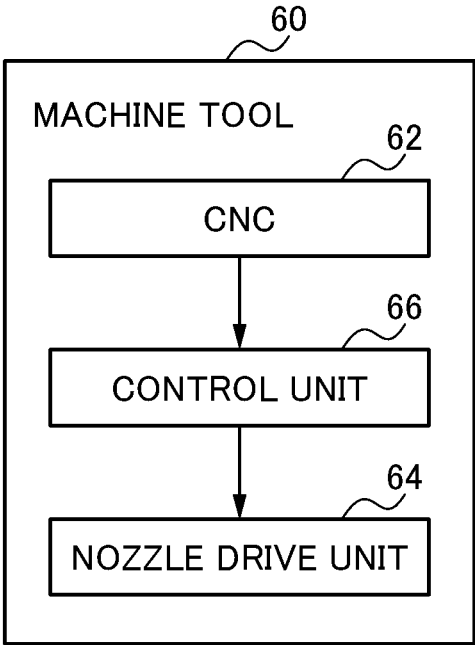 60
MACHINE TOOL
62
CNC
66
CONTROL UNIT
64
NOZZLE DRIVE UNIT